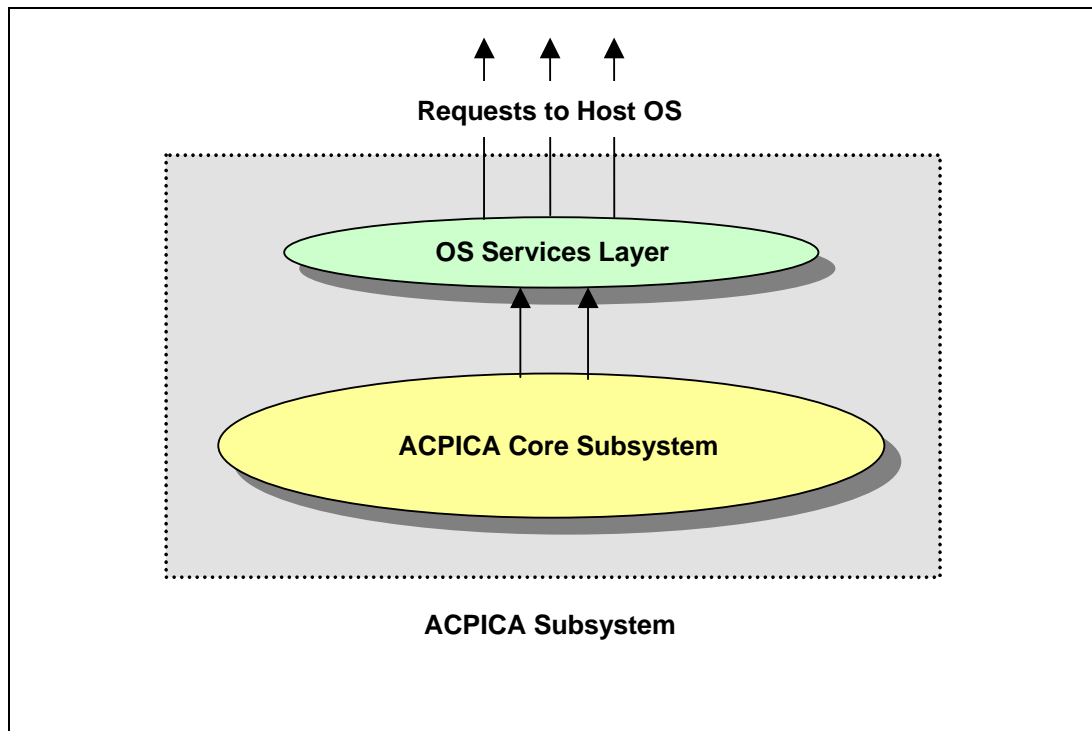 Requests to Host OS
OS Services Layer
ACPICA Core Subsystem
ACPICA Subsystem